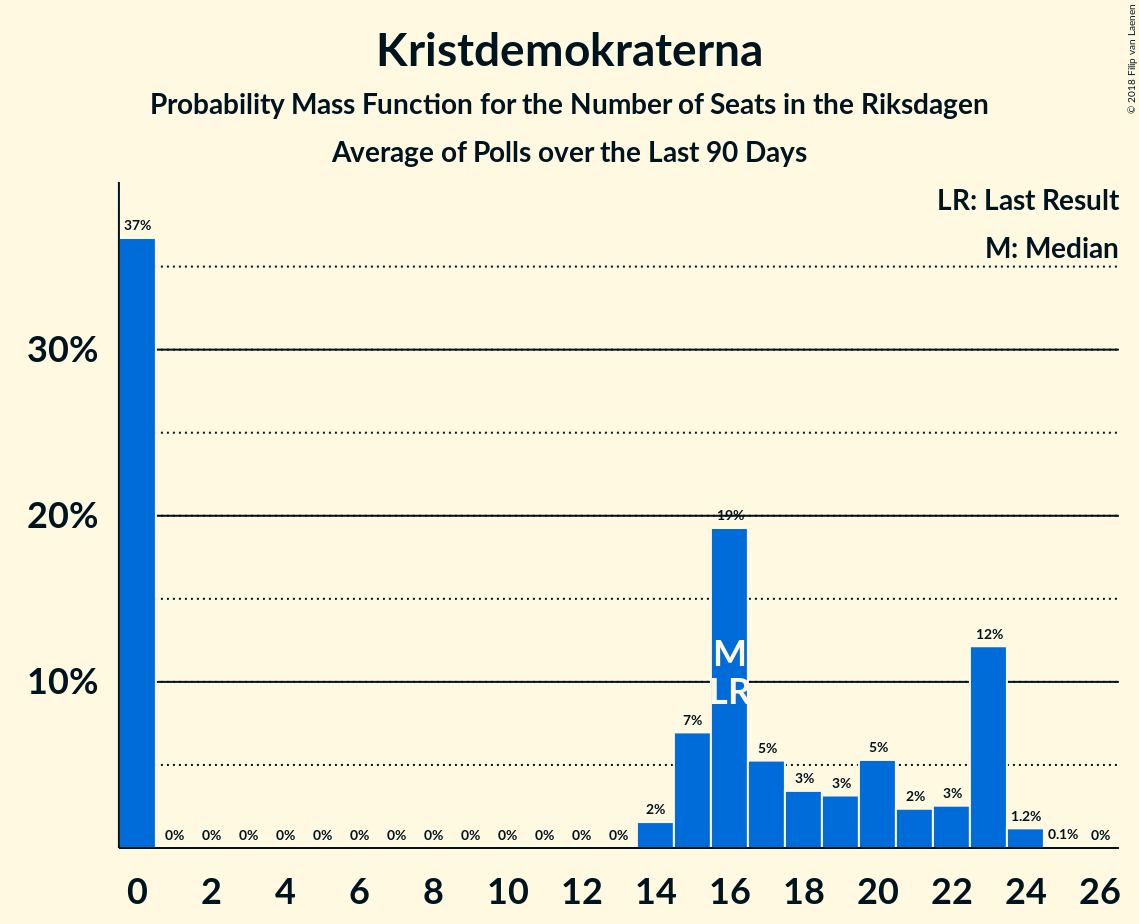 Kristdemokraterna
Probability Mass Function for the Number of Seats in the Riksdagen
Average of Polls over the Last 90 Days
© 2018 Filip van Laenen
LR: Last Result
M: Median
37%
30%
20%
19%
12%
M
10%
LR
7%
5%
5%
3%
3%
2%
3%
2%
1.2%
0% 0% 0% 0% 0% 0% 0% 0% 0% 0% 0% 0% 0% 0.1% 0%
0 2 4 6 8 10 12 14 16 18 20 22 24 26